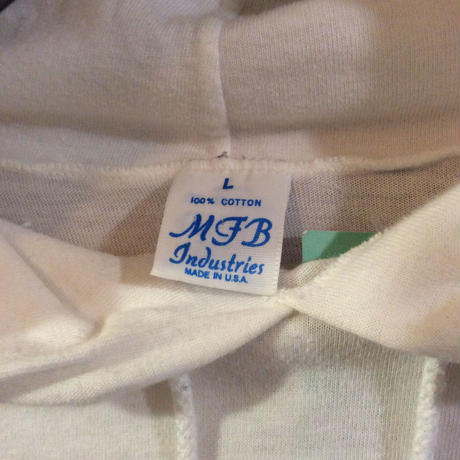 L
100% COTTON
MFB
Industries
MADE IN U.S.A.